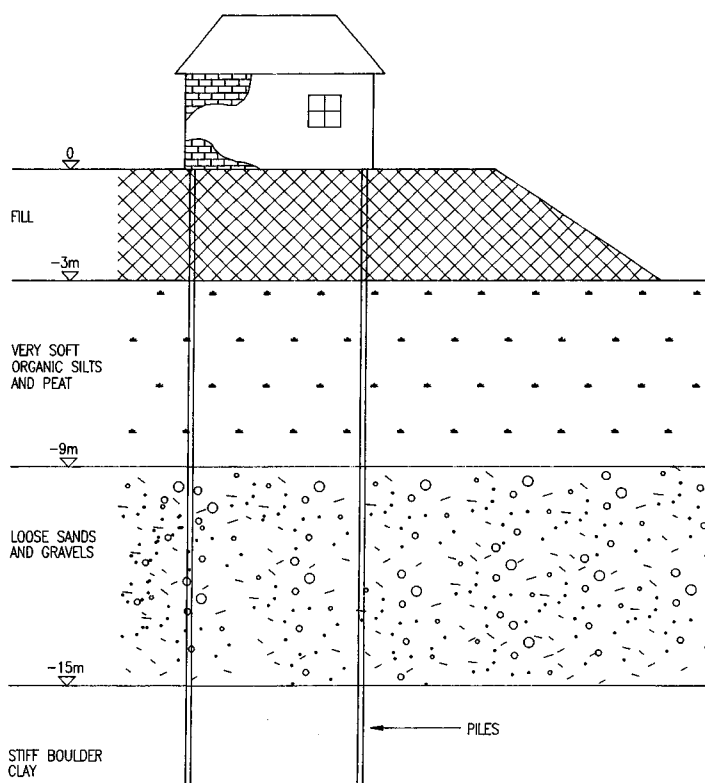 0
FILL
-3m
VERY SOFT
ORGANIC SILTS
AND PEAT
-9m
LOOSE SANDS
AND GRAVELS
-15m
PILES
STIFF BOULDER
CLAY